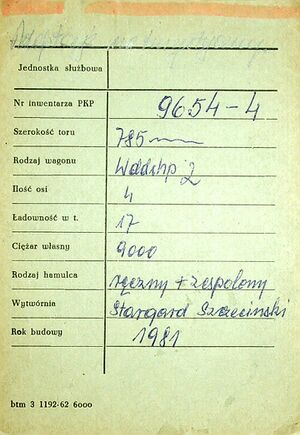 Jednostka służbowa
Nr inwentarza PKP 9654-4
Szerokość toru 785
Rodzaj wagonu Wddxhp 2
Ilość osi 4
Ładowność w t. 17
Ciężar własny 9000
Rodzaj hamulca ręczny + zespolony
Wytwórnia Stargard Szczeciński
Rok budowy 1981
btm 3 1192-62 6000